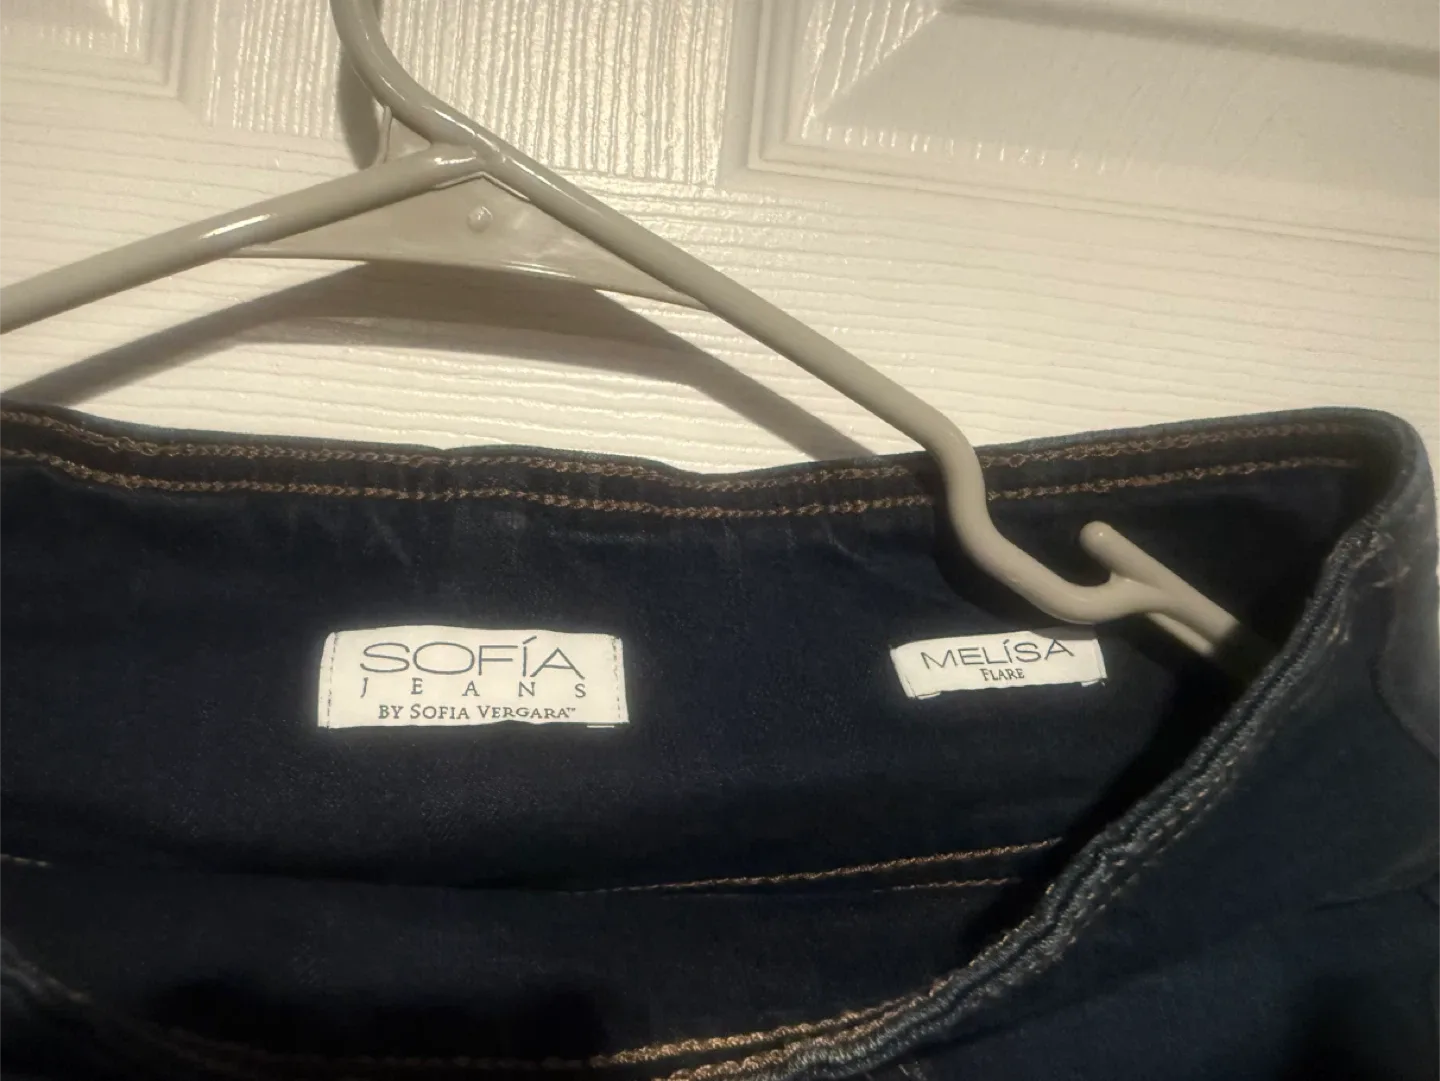 SOFÍA
JEANS
BY SOFIA VERGARA™
MELÍSA
FLARE